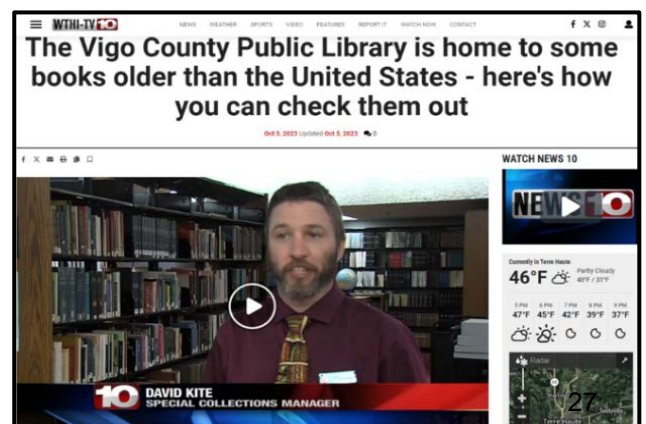 WTHI-TV 10
NEWS WEATHER SPORTS VIDEO FEATURES REPORT IT WATCH NOW CONTACT
The Vigo County Public Library is home to some
books older than the United States - here's how
you can check them out
Oct 5, 2023 Updated Oct 5, 2023 0
WATCH NEWS 10
NEWS 10
Currently in Terre Haute
46°F Partly Cloudy
5 PM 6 PM 7 PM 8 PM 9 PM
47°F 45°F 42°F 39°F 37°F
Radar
10 DAVID KITE
SPECIAL COLLECTIONS MANAGER
27
Terre Haute